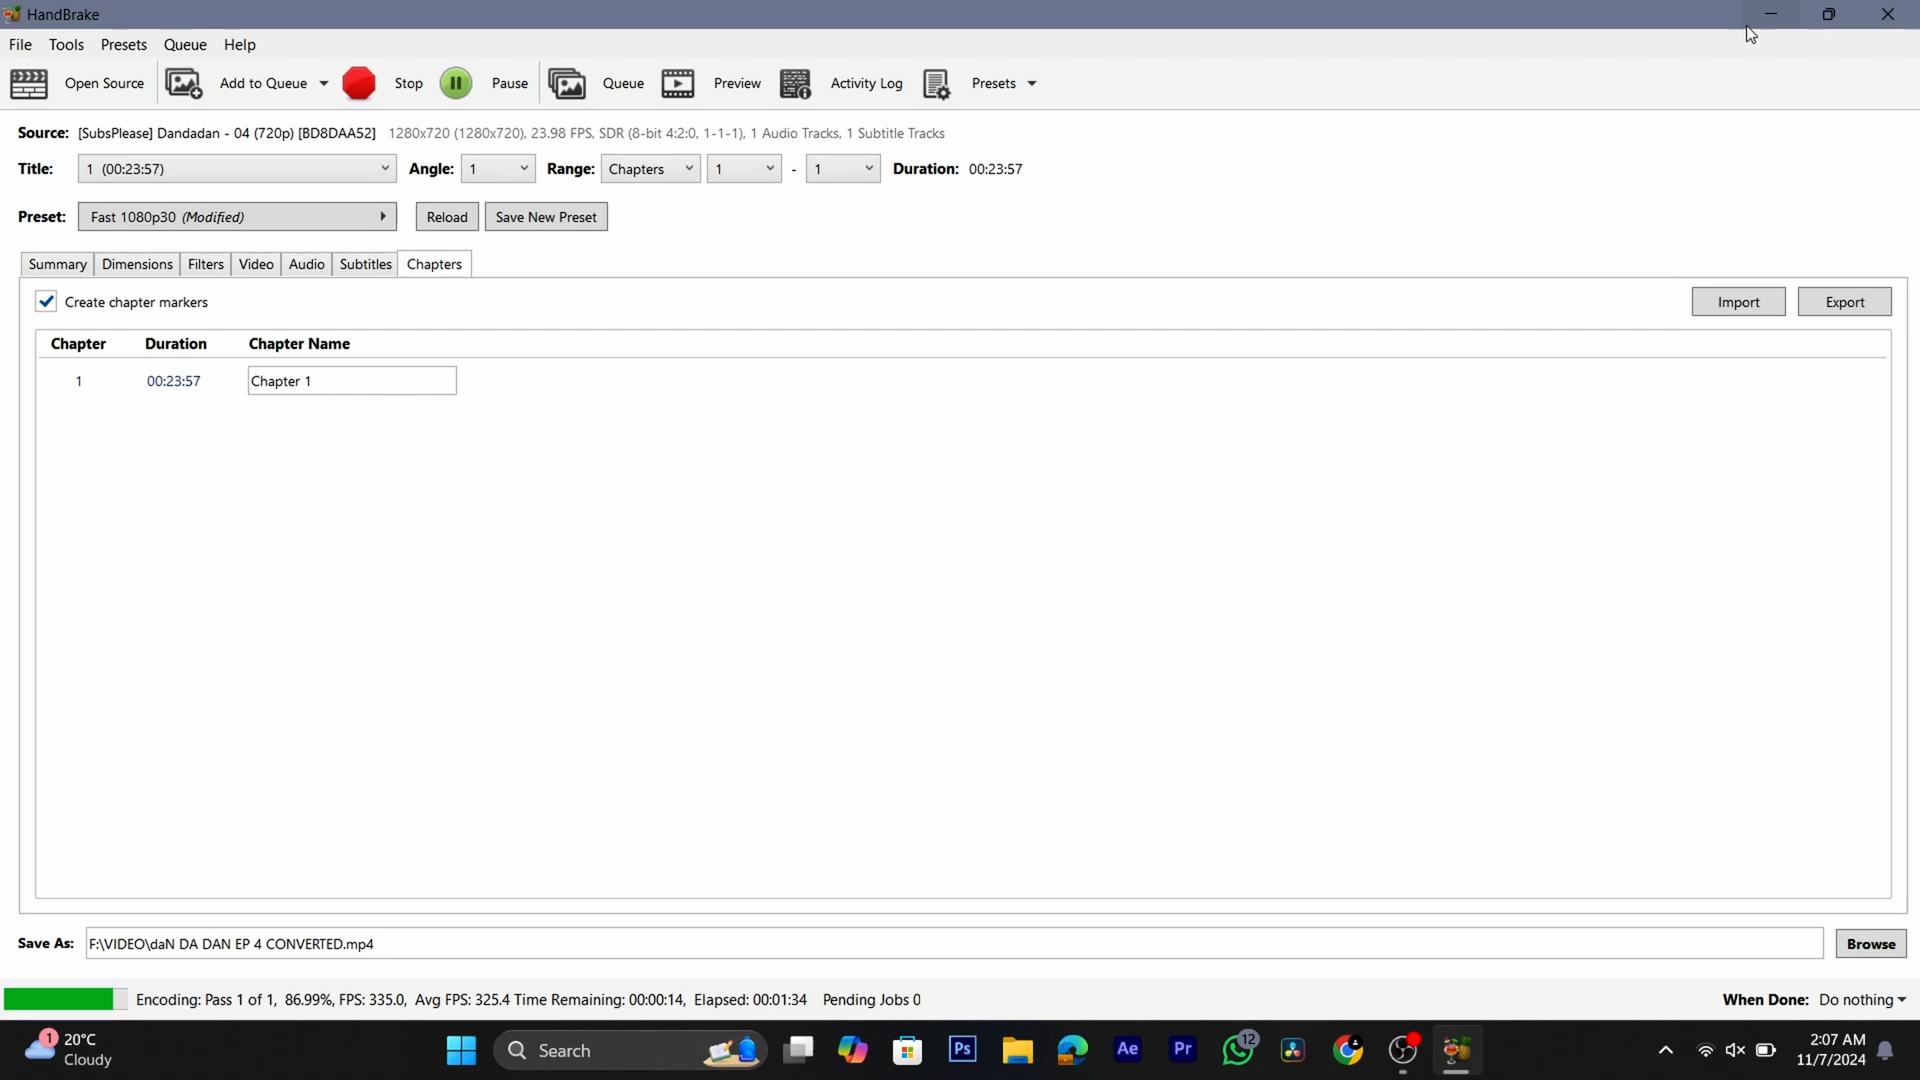 HandBrake
File Tools Presets Queue Help
Open Source Add to Queue Stop Pause Queue Preview Activity Log Presets
Source: [SubsPlease] Dandadan - 04 (720p) [BD8DAA52] 1280x720 (1280x720), 23.98 FPS, SDR (8-bit 4:2:0, 1-1-1), 1 Audio Tracks, 1 Subtitle Tracks
Title: 1 (00:23:57) Angle: 1 Range: Chapters 1 - 1 Duration: 00:23:57
Preset: Fast 1080p30 (Modified) Reload Save New Preset
Summary Dimensions Filters Video Audio Subtitles Chapters
Create chapter markers Import Export
Chapter Duration Chapter Name
1 00:23:57 Chapter 1
Save As: F:\VIDEO\daN DA DAN EP 4 CONVERTED.mp4 Browse
Encoding: Pass 1 of 1, 86.99%, FPS: 335.0, Avg FPS: 325.4 Time Remaining: 00:00:14, Elapsed: 00:01:34 Pending Jobs 0 When Done: Do nothing
1 20°C Search Ps Ae Pr 12 2:07 AM
Cloudy 11/7/2024